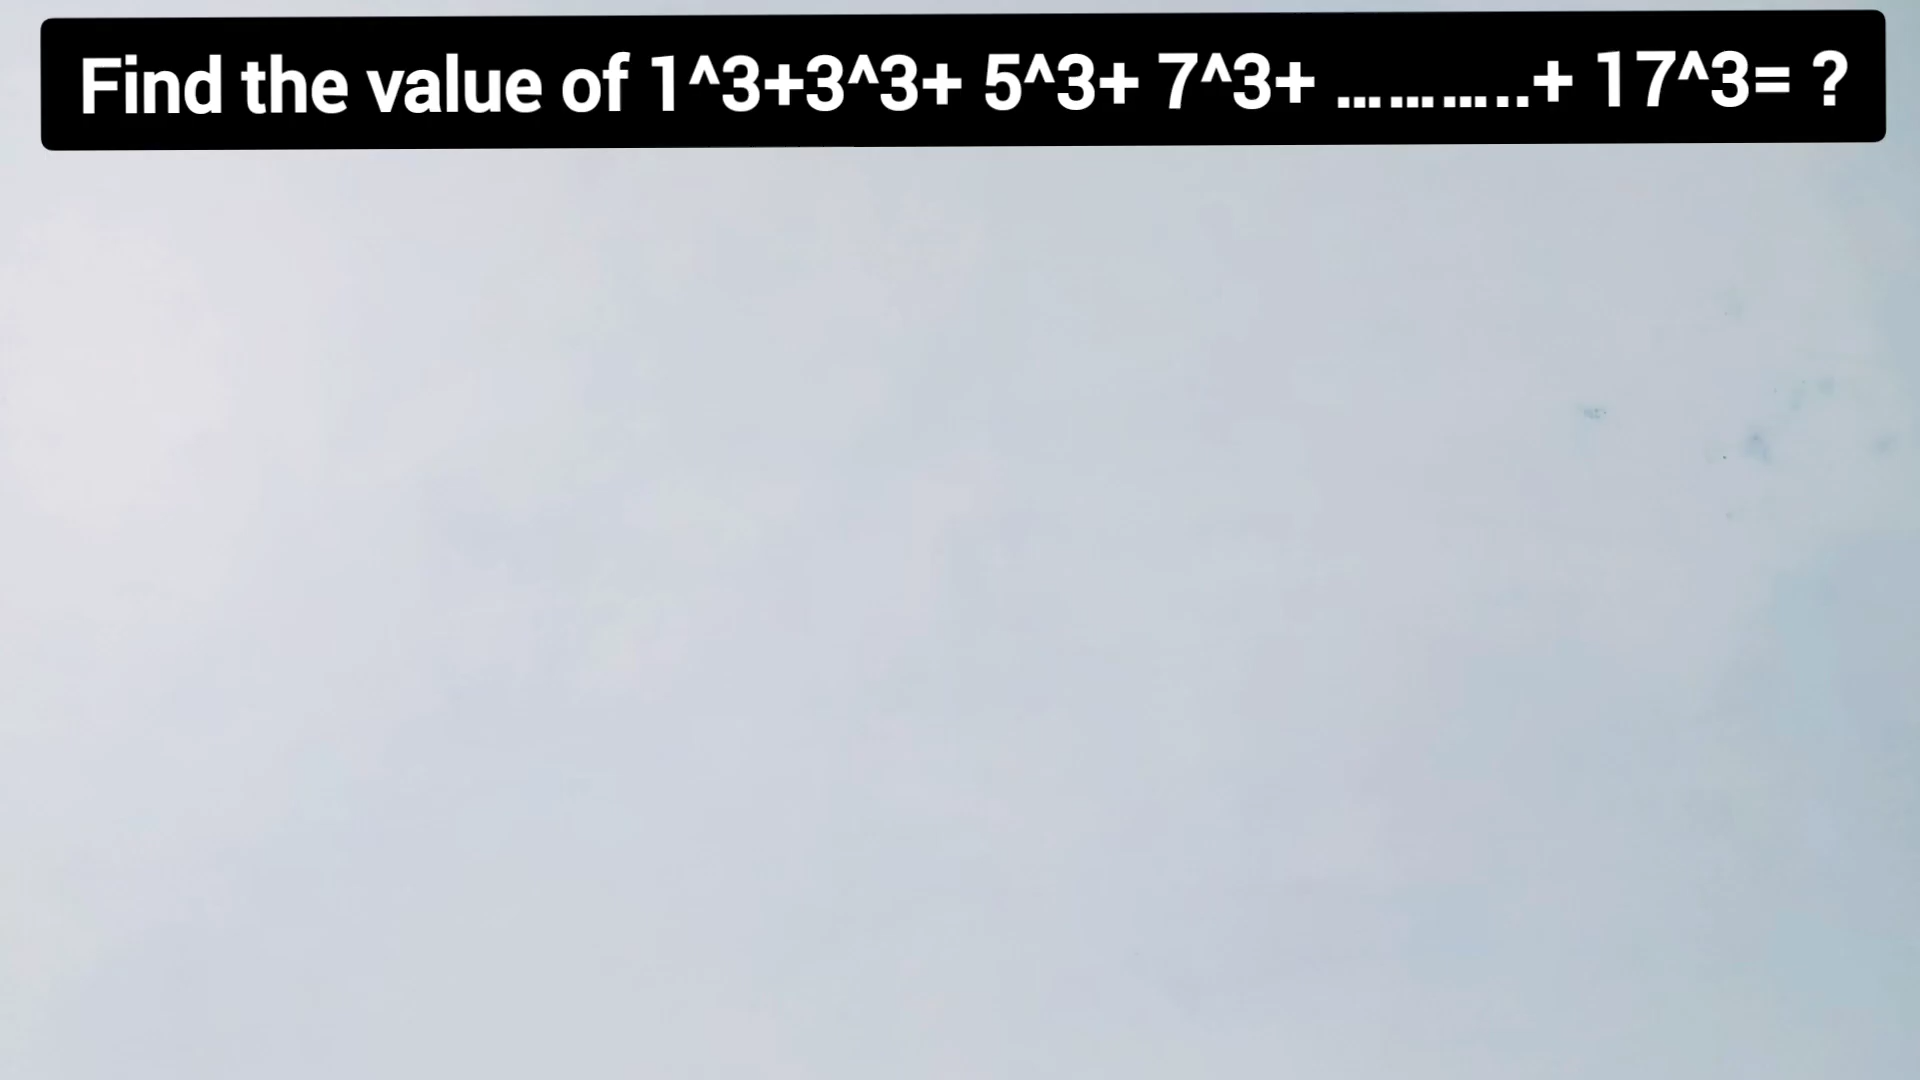 Find the value of 1^3+3^3+ 5^3+ 7^3+ ………..+ 17^3= ?